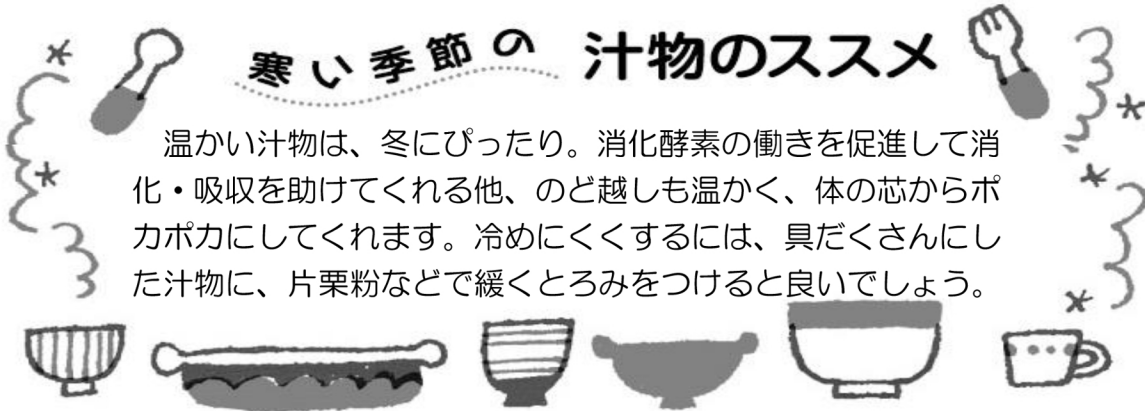 寒い季節の 汁物のススメ
　温かい汁物は、冬にぴったり。消化酵素の働きを促進して消
化・吸収を助けてくれる他、のど越しも温かく、体の芯からポ
カポカにしてくれます。冷めにくくするには、具だくさんにし
た汁物に、片栗粉などで緩くとろみをつけると良いでしょう。